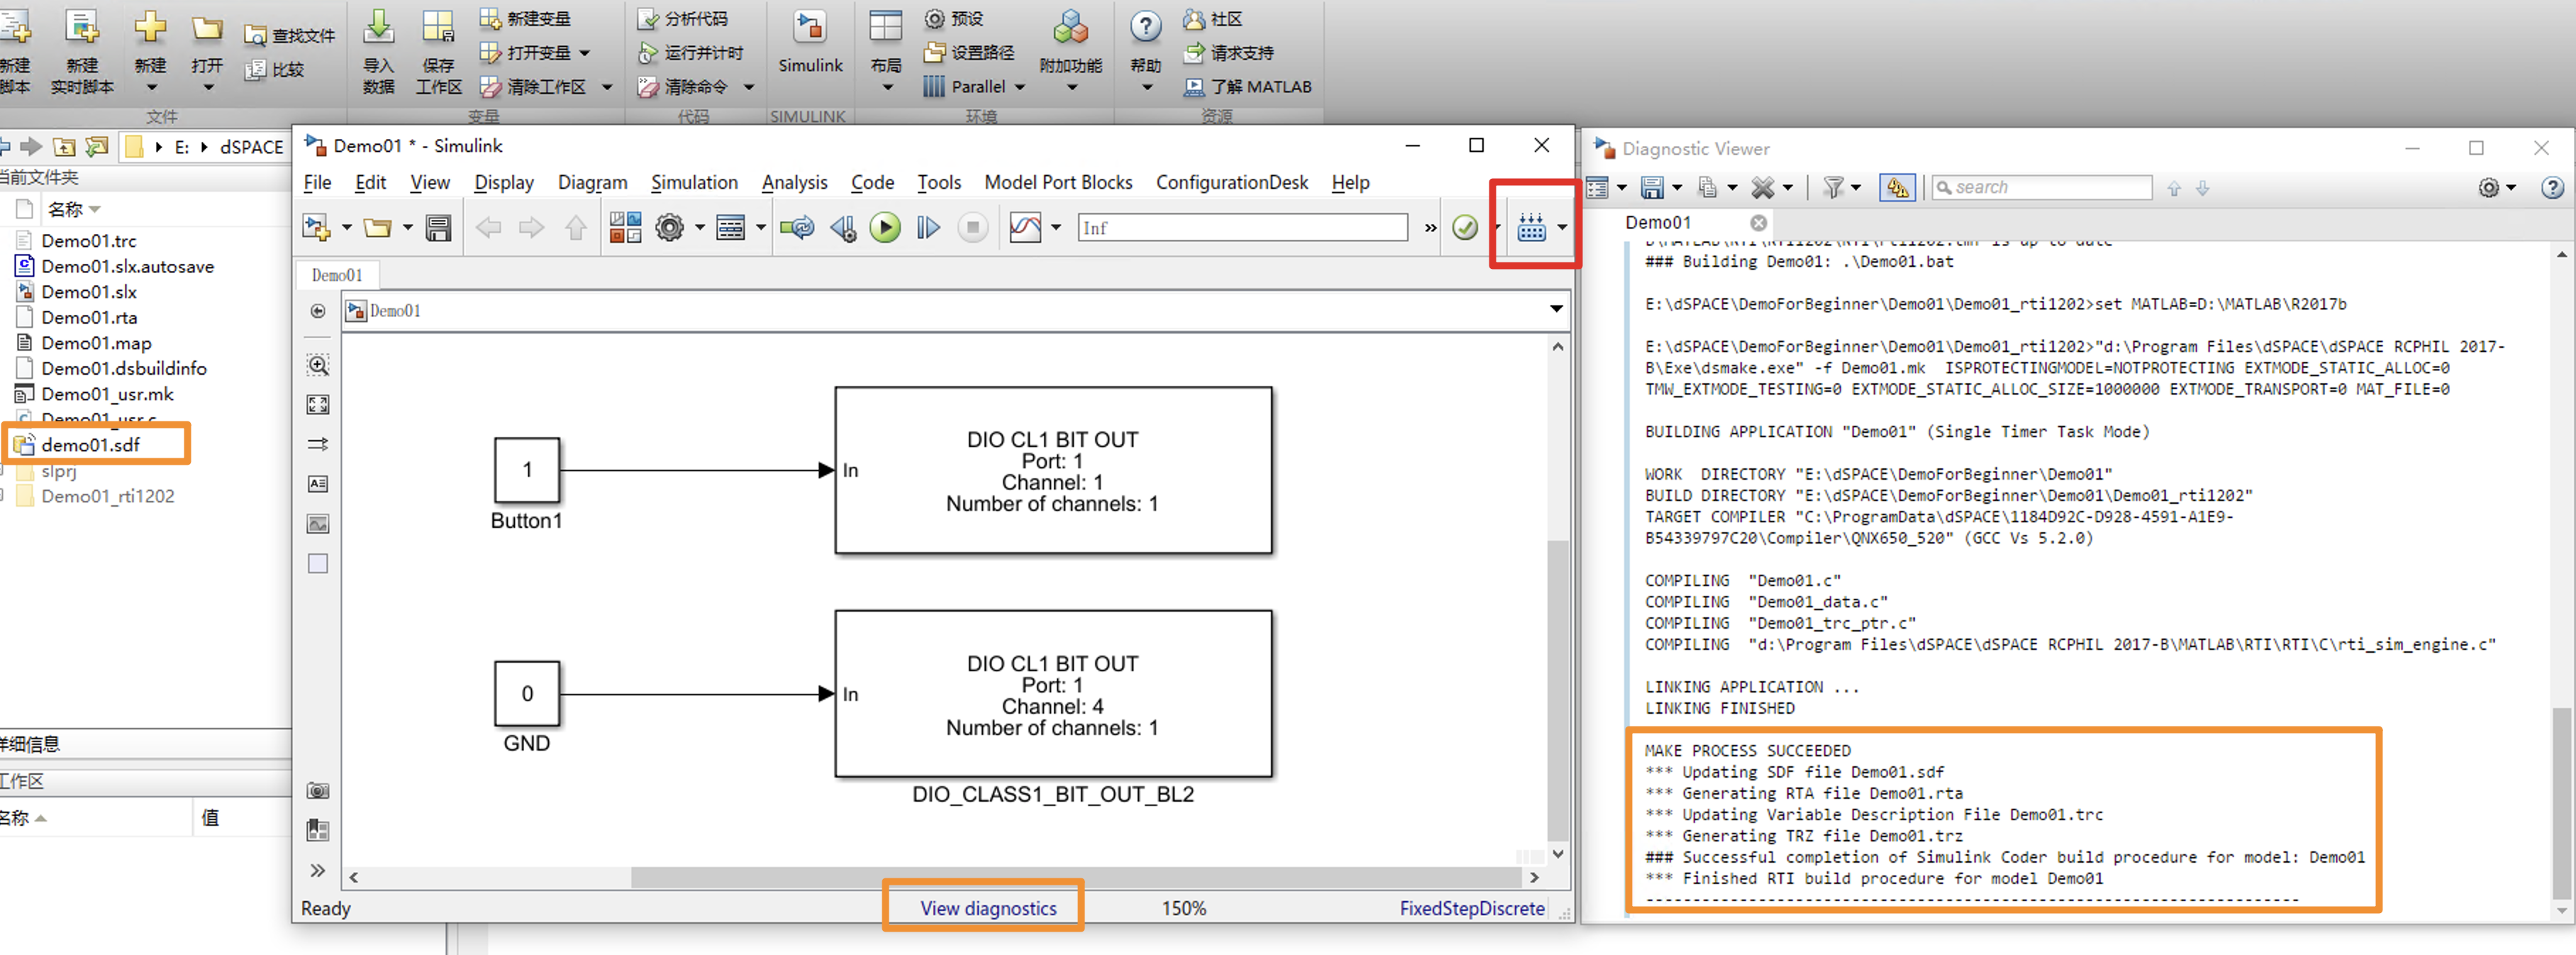 新建
脚本
新建
实时脚本
新建
打开
查找文件
比较
文件
导入
数据
保存
工作区
新建变量
打开变量
清除工作区
变量
分析代码
运行并计时
清除命令
代码
Simulink
SIMULINK
布局
预设
设置路径
Parallel
环境
附加功能
帮助
社区
请求支持
了解 MATLAB
资源
E: dSPACE
当前文件夹
名称
Demo01.trc
Demo01.slx.autosave
Demo01.slx
Demo01.rta
Demo01.map
Demo01.dsbuildinfo
Demo01_usr.mk
Demo01_usr.c
demo01.sdf
slprj
Demo01_rti1202
详细信息
工作区
名称
值
Demo01 * - Simulink
File Edit View Display Diagram Simulation Analysis Code Tools Model Port Blocks ConfigurationDesk Help
Inf
»
Demo01
Demo01
1
Button1
In
DIO CL1 BIT OUT
Port: 1
Channel: 1
Number of channels: 1
0
GND
In
DIO CL1 BIT OUT
Port: 1
Channel: 4
Number of channels: 1
DIO_CLASS1_BIT_OUT_BL2
Ready
View diagnostics
150%
FixedStepDiscrete
Diagnostic Viewer
search
Demo01
### Building Demo01: .\Demo01.bat
E:\dSPACE\DemoForBeginner\Demo01\Demo01_rti1202>set MATLAB=D:\MATLAB\R2017b
E:\dSPACE\DemoForBeginner\Demo01\Demo01_rti1202>"d:\Program Files\dSPACE\dSPACE RCPHIL 2017-
B\Exe\dsmake.exe" -f Demo01.mk ISPROTECTINGMODEL=NOTPROTECTING EXTMODE_STATIC_ALLOC=0
TMW_EXTMODE_TESTING=0 EXTMODE_STATIC_ALLOC_SIZE=1000000 EXTMODE_TRANSPORT=0 MAT_FILE=0
BUILDING APPLICATION "Demo01" (Single Timer Task Mode)
WORK DIRECTORY "E:\dSPACE\DemoForBeginner\Demo01"
BUILD DIRECTORY "E:\dSPACE\DemoForBeginner\Demo01\Demo01_rti1202"
TARGET COMPILER "C:\ProgramData\dSPACE\1184D92C-D928-4591-A1E9-
B54339797C20\Compiler\QNX650_520" (GCC Vs 5.2.0)
COMPILING "Demo01.c"
COMPILING "Demo01_data.c"
COMPILING "Demo01_trc_ptr.c"
COMPILING "d:\Program Files\dSPACE\dSPACE RCPHIL 2017-B\MATLAB\RTI\RTI\C\rti_sim_engine.c"
LINKING APPLICATION ...
LINKING FINISHED
MAKE PROCESS SUCCEEDED
*** Updating SDF file Demo01.sdf
*** Generating RTA file Demo01.rta
*** Updating Variable Description File Demo01.trc
*** Generating TRZ file Demo01.trz
### Successful completion of Simulink Coder build procedure for model: Demo01
*** Finished RTI build procedure for model Demo01
----------------------------------------------------------------------